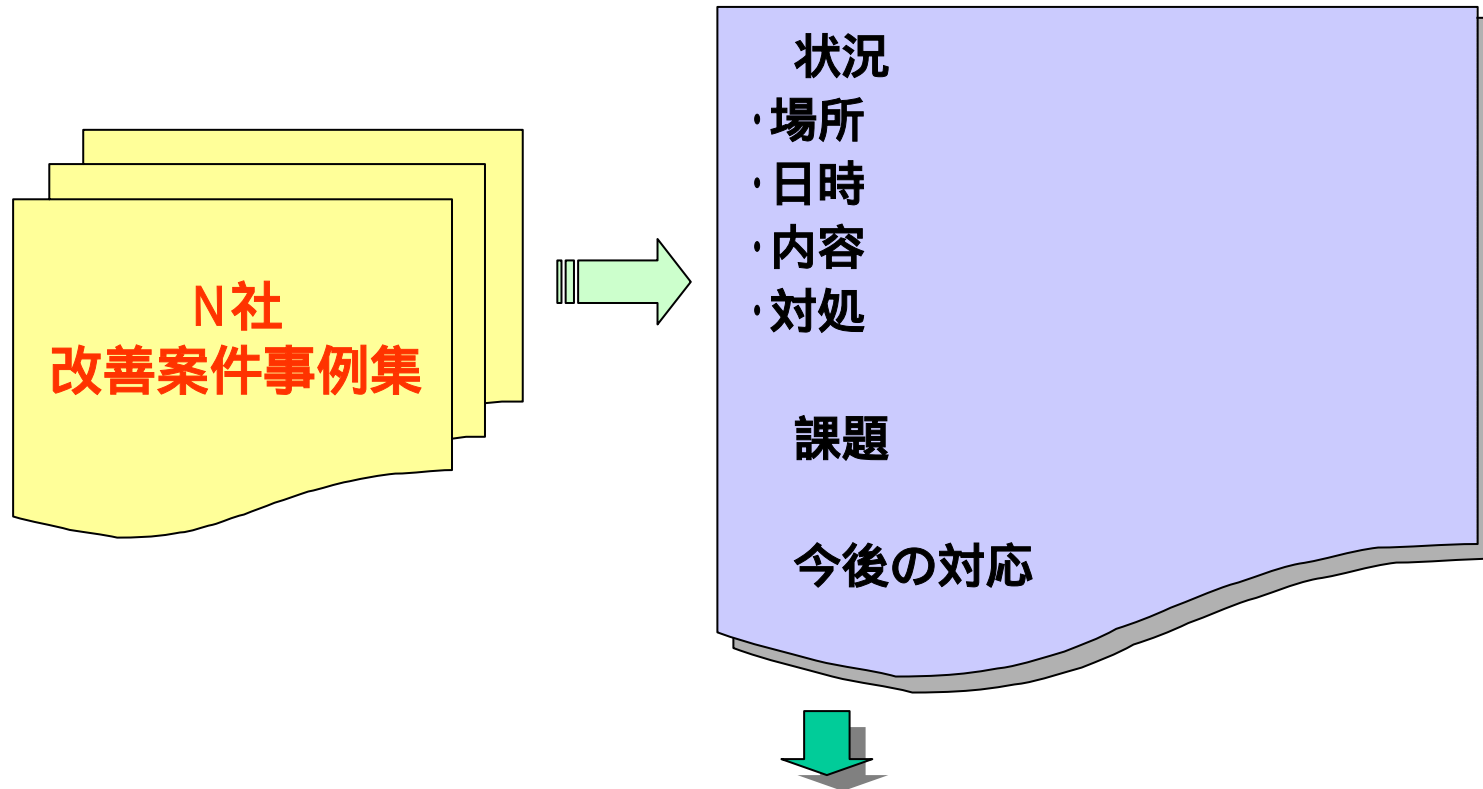 N社
改善案件事例集
状況
・場所
・日時
・内容
・対処
課題
今後の対応